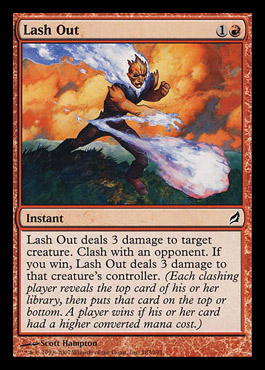 Lash Out 1
Instant
Lash Out deals 3 damage to target
creature. Clash with an opponent. If
you win, Lash Out deals 3 damage to
that creature's controller. (Each clashing
player reveals the top card of his or her
library, then puts that card on the top or
bottom. A player wins if his or her card
had a higher converted mana cost.)
Scott Hampton